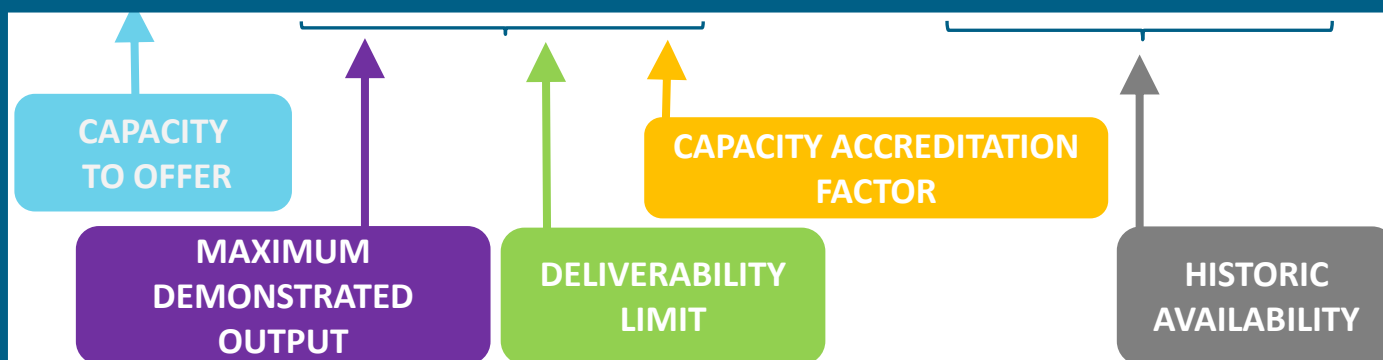 CAPACITY
TO OFFER
CAPACITY ACCREDITATION
FACTOR
MAXIMUM
DEMONSTRATED
OUTPUT
DELIVERABILITY
LIMIT
HISTORIC
AVAILABILITY